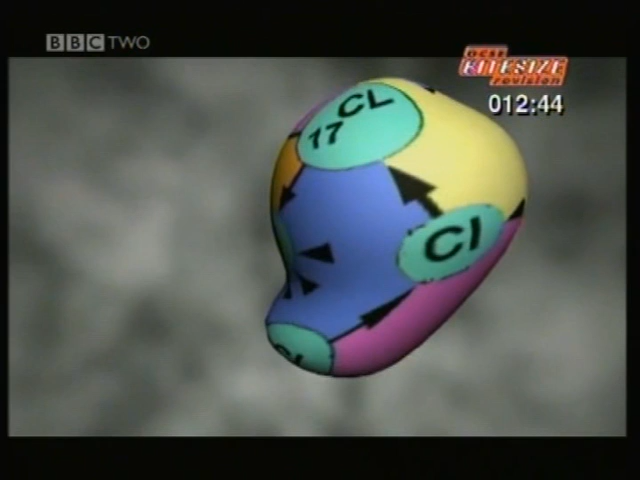 BBC TWO
GCSE
BITESIZE
revision
012:44
CL
17
Cl